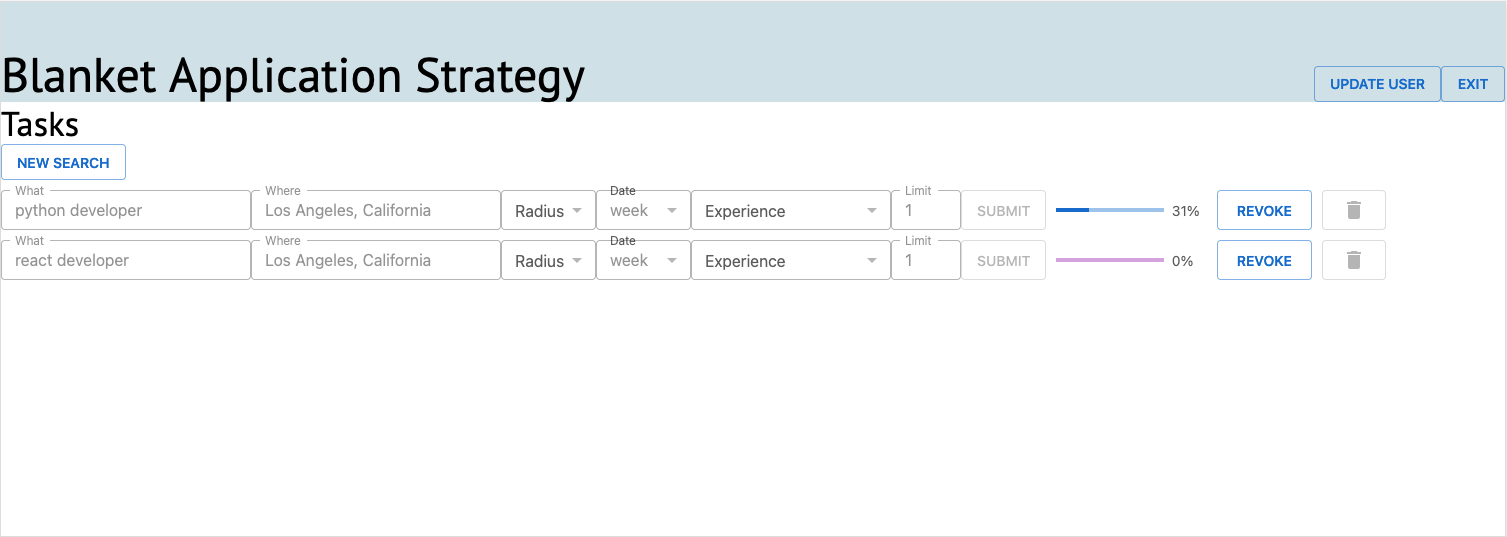 Blanket Application Strategy
UPDATE USER EXIT
Tasks
NEW SEARCH
What Where Date Limit
python developer Los Angeles, California Radius week Experience 1 SUBMIT 31% REVOKE
What Where Date Limit
react developer Los Angeles, California Radius week Experience 1 SUBMIT 0% REVOKE